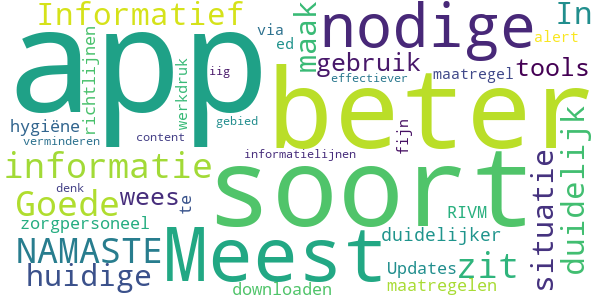 Informatief
app
richtlijnen
werkdruk
via
ed
iig
maak
nodige
In
alert
gebruik
tools
effectiever
maatregel
hygiëne
verminderen
content
gebied
beter
fijn
informatielijnen
informatie
denk
Goede
wees
te
soort
situatie
duidelijk
zorgpersoneel
RIVM
NAMASTE
Meest
duidelijker
huidige
Updates
zit
downloaden
maatregelen